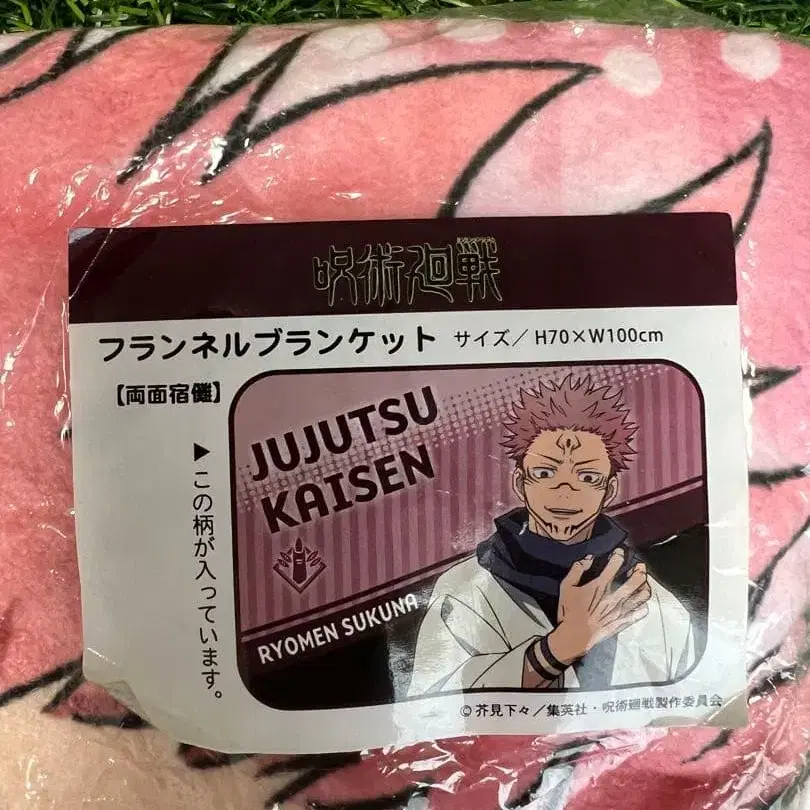 呪術廻戦
フランネルブランケット サイズ／H70×W100cm
【両面宿儺】
▶この柄が入っています。
JUJUTSU
KAISEN
RYOMEN SUKUNA
©芥見下々／集英社・呪術廻戦製作委員会